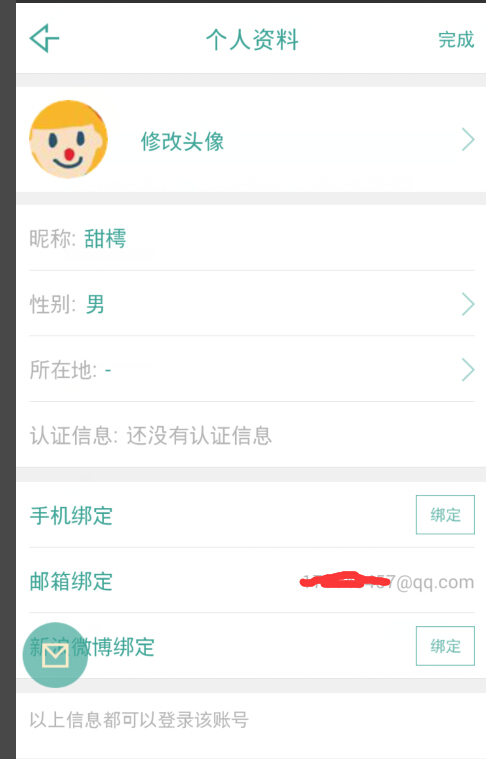 个人资料
完成
修改头像
昵称: 甜樗
性别: 男
所在地: -
认证信息: 还没有认证信息
手机绑定 绑定
邮箱绑定 @qq.com
新浪微博绑定 绑定
以上信息都可以登录该账号